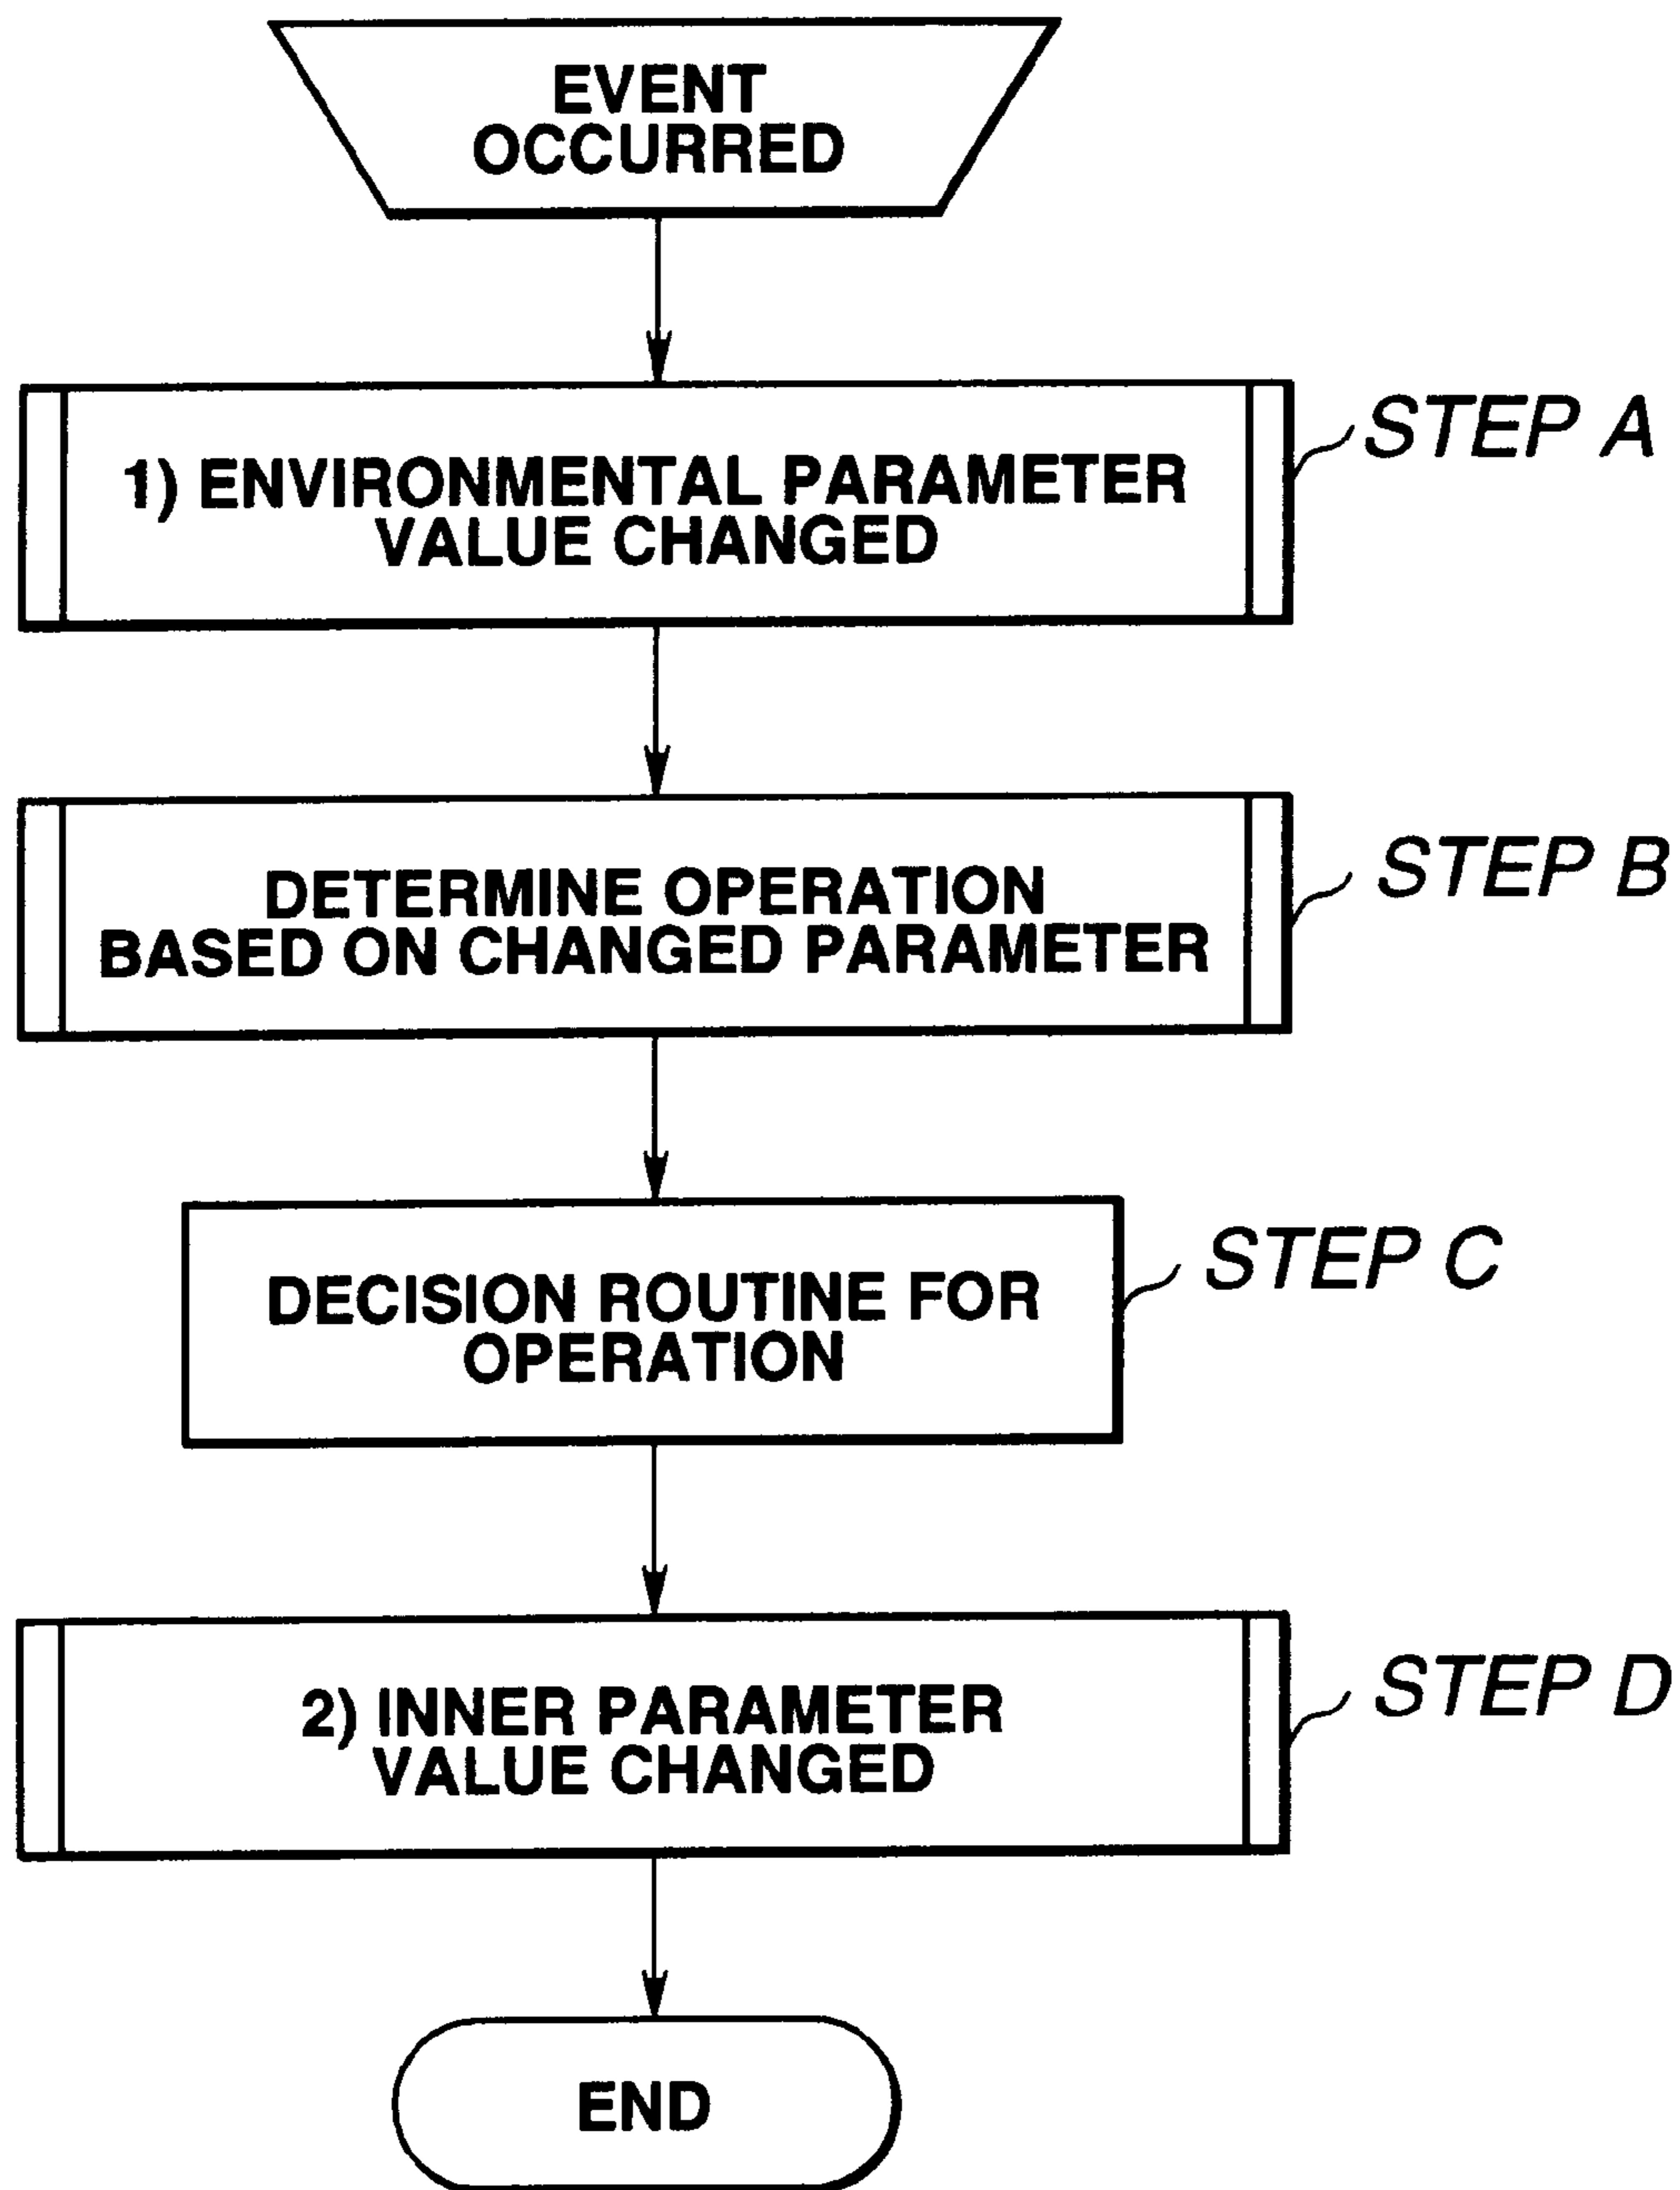 EVENT
OCCURRED
1) ENVIRONMENTAL PARAMETER
VALUE CHANGED
STEP A
DETERMINE OPERATION
BASED ON CHANGED PARAMETER
STEP B
DECISION ROUTINE FOR
OPERATION
STEP C
2) INNER PARAMETER
VALUE CHANGED
STEP D
END